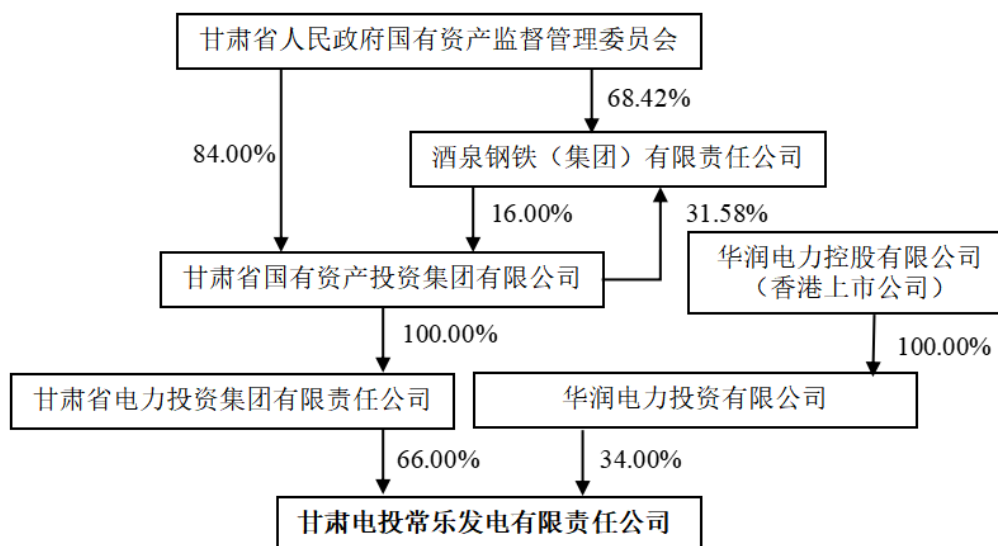 甘肃省人民政府国有资产监督管理委员会
68.42%
84.00%
酒泉钢铁（集团）有限责任公司
16.00%
31.58%
甘肃省国有资产投资集团有限公司
华润电力控股有限公司
（香港上市公司）
100.00%
100.00%
甘肃省电力投资集团有限责任公司
华润电力投资有限公司
66.00%
34.00%
甘肃电投常乐发电有限责任公司